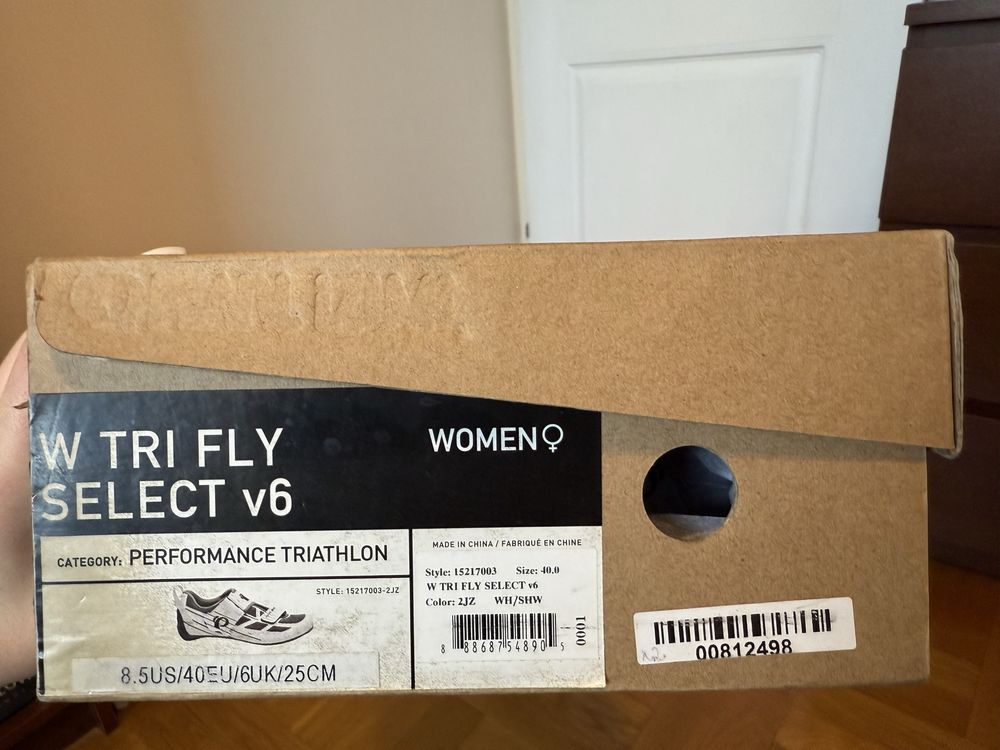 W TRI FLY
SELECT v6
WOMEN♀
CATEGORY: PERFORMANCE TRIATHLON
STYLE: 15217003-2JZ
8.5US/40EU/6UK/25CM
MADE IN CHINA / FABRIQUÉ EN CHINE
Style: 15217003 Size: 40.0
W TRI FLY SELECT v6
Color: 2JZ WH/SHW
8 88687 54890 5
0001
00812498